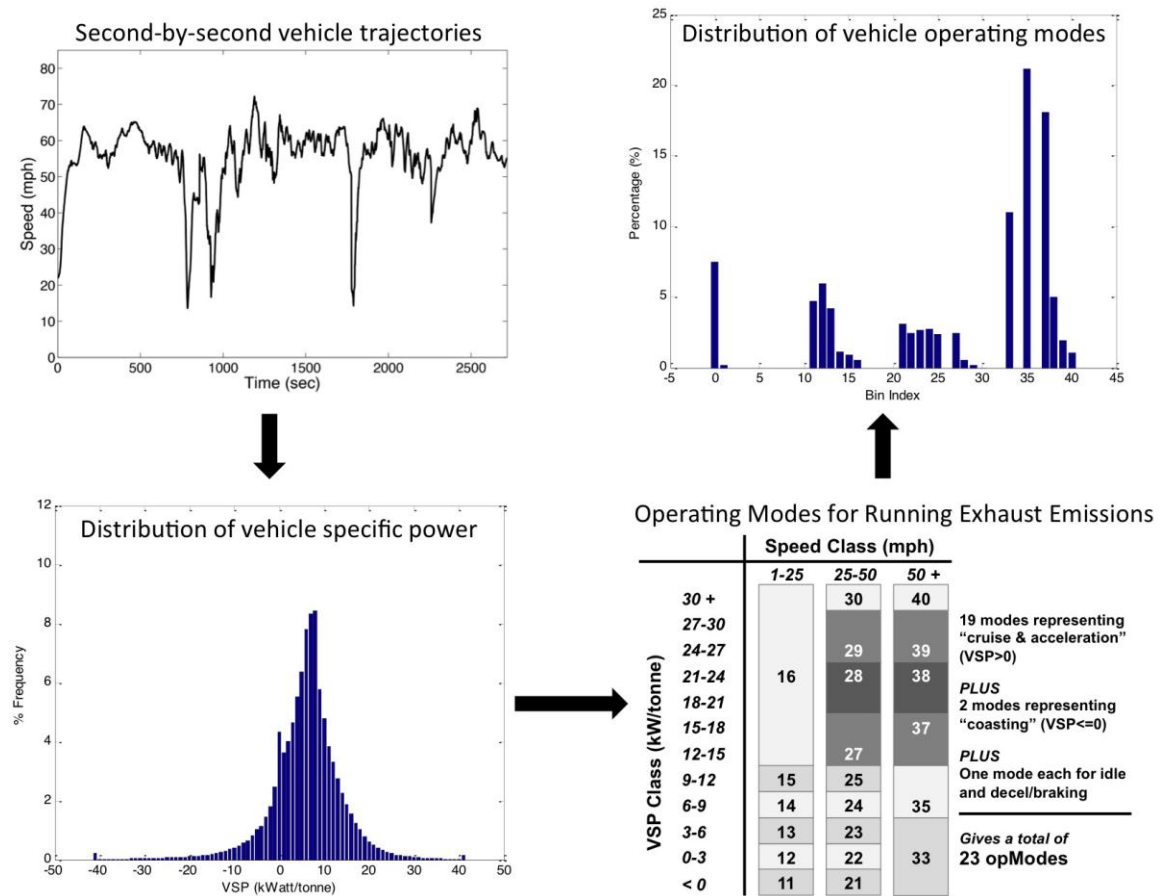 Second-by-second vehicle trajectories
80
70
60
50
40
30
20
10
0
Speed (mph)
0 500 1000 1500 2000 2500
Time (sec)
Distribution of vehicle operating modes
25
20
15
10
5
0
Percentage (%)
-5 0 5 10 15 20 25 30 35 40 45
Bin Index
Distribution of vehicle specific power
12
10
8
6
4
2
0
% Frequency
-50 -40 -30 -20 -10 0 10 20 30 40 50
VSP (kWatt/tonne)
Operating Modes for Running Exhaust Emissions
Speed Class (mph)
1-25 25-50 50 +
VSP Class (kW/tonne)
30 + 30 40
27-30
24-27 29 39
21-24 16 28 38
18-21
15-18 37
12-15 27
9-12 15 25
6-9 14 24 35
3-6 13 23
0-3 12 22 33
< 0 11 21
19 modes representing
“cruise & acceleration”
(VSP>0)
PLUS
2 modes representing
“coasting” (VSP<=0)
PLUS
One mode each for idle
and decel/braking
Gives a total of
23 opModes